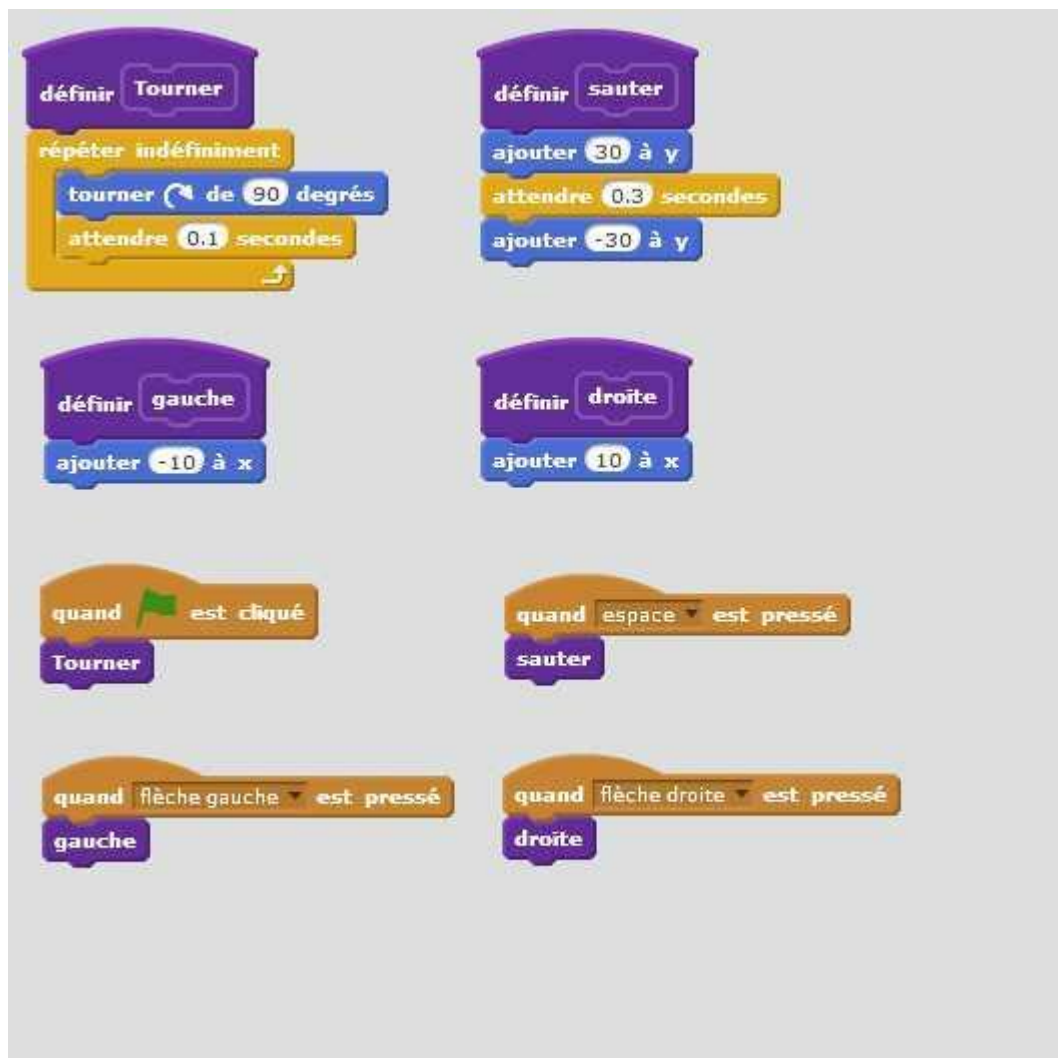 définir Tourner
répéter indéfiniment
tourner de 90 degrés
attendre 0.1 secondes
définir sauter
ajouter 30 à y
attendre 0.3 secondes
ajouter -30 à y
définir gauche
ajouter -10 à x
définir droite
ajouter 10 à x
quand est cliqué
Tourner
quand espace est pressé
sauter
quand flèche gauche est pressé
gauche
quand flèche droite est pressé
droite